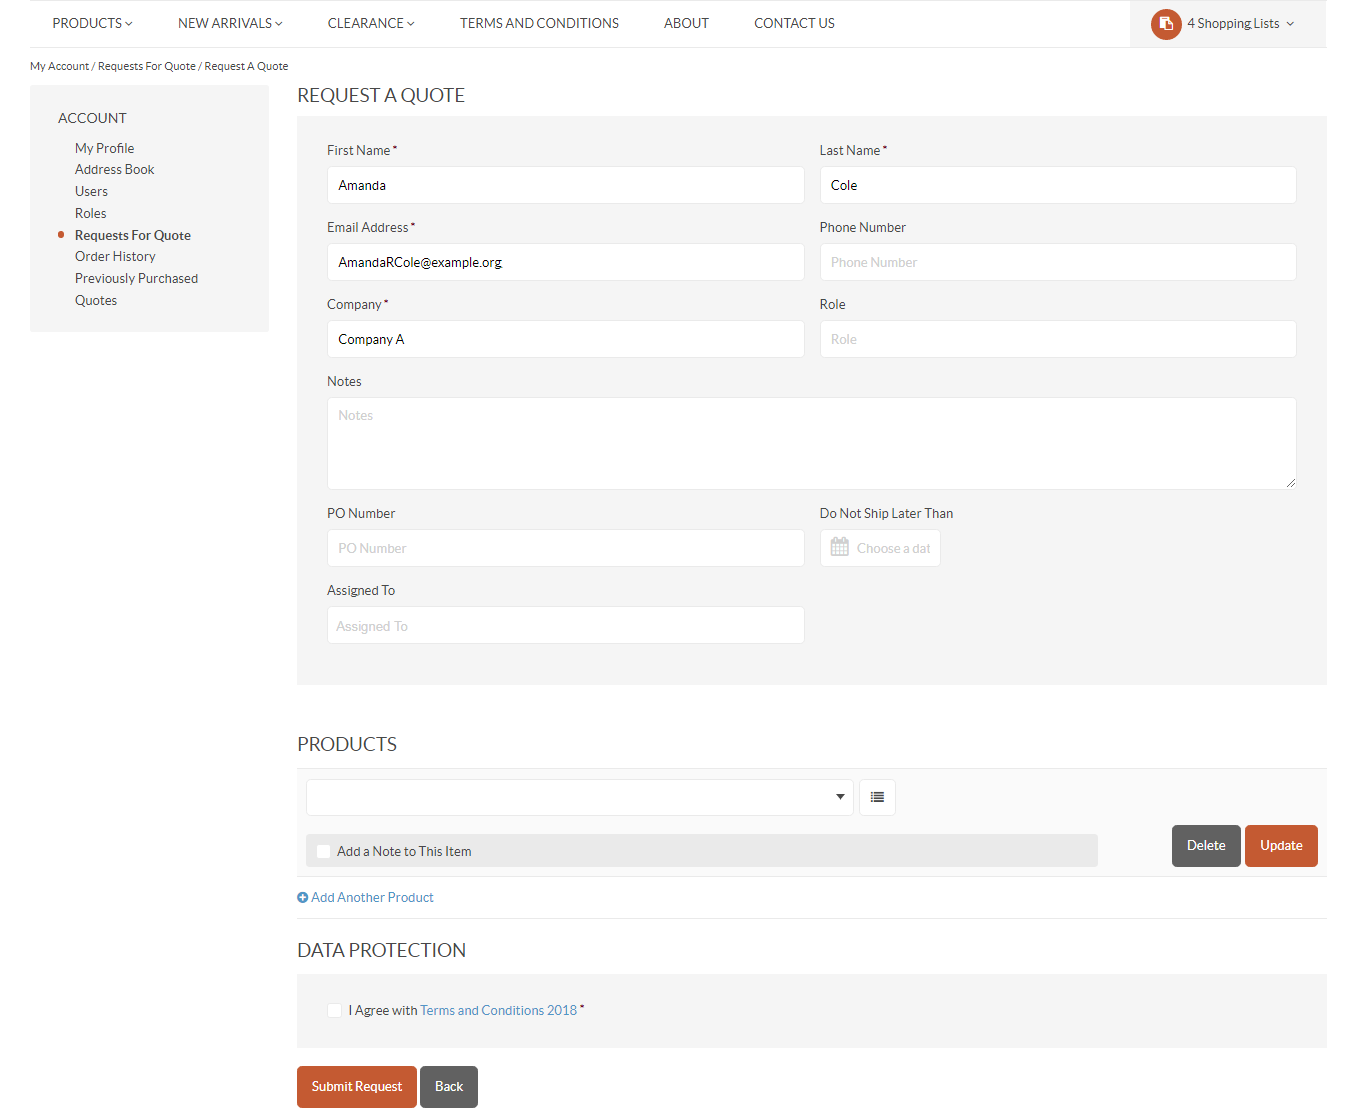 PRODUCTS NEW ARRIVALS CLEARANCE TERMS AND CONDITIONS ABOUT CONTACT US 4 Shopping Lists
My Account / Requests For Quote / Request A Quote
ACCOUNT
My Profile
Address Book
Users
Roles
Requests For Quote
Order History
Previously Purchased
Quotes
REQUEST A QUOTE
First Name * Last Name *
Amanda Cole
Email Address * Phone Number
AmandaRCole@example.org Phone Number
Company * Role
Company A Role
Notes
Notes
PO Number Do Not Ship Later Than
PO Number Choose a dat
Assigned To
Assigned To
PRODUCTS
Add a Note to This Item Delete Update
Add Another Product
DATA PROTECTION
I Agree with Terms and Conditions 2018 *
Submit Request Back